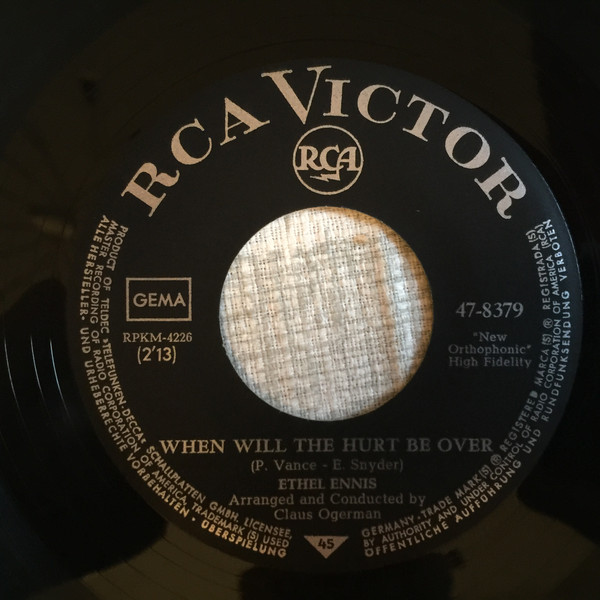 RCA VICTOR
RCA
GEMA
RPKM-4226
(2'13)
47-8379
"New
Orthophonic"
High Fidelity
WHEN WILL THE HURT BE OVER
(P. Vance - E. Snyder)
ETHEL ENNIS
Arranged and Conducted by
Claus Ogerman
45
PRODUCT OF TELDEC »TELEFUNKEN-DECCA« SCHALLPLATTEN GMBH, LICENSEE,
MASTER RECORDING OF RADIO CORPORATION OF AMERICA, TRADEMARK (S) USED
ALLE HERSTELLER- UND URHEBERRECHTE VORBEHALTEN · ÜBERSPIELUNG
GERMANY · TRADE MARK(S) ® REGISTERED MARCA(S) ® REGISTRADA(S)
BY AUTHORITY AND UNDER CONTROL OF RADIO CORPORATION OF AMERICA (RCA)
ÖFFENTLICHE AUFFÜHRUNG UND RUNDFUNKSENDUNG VERBOTEN